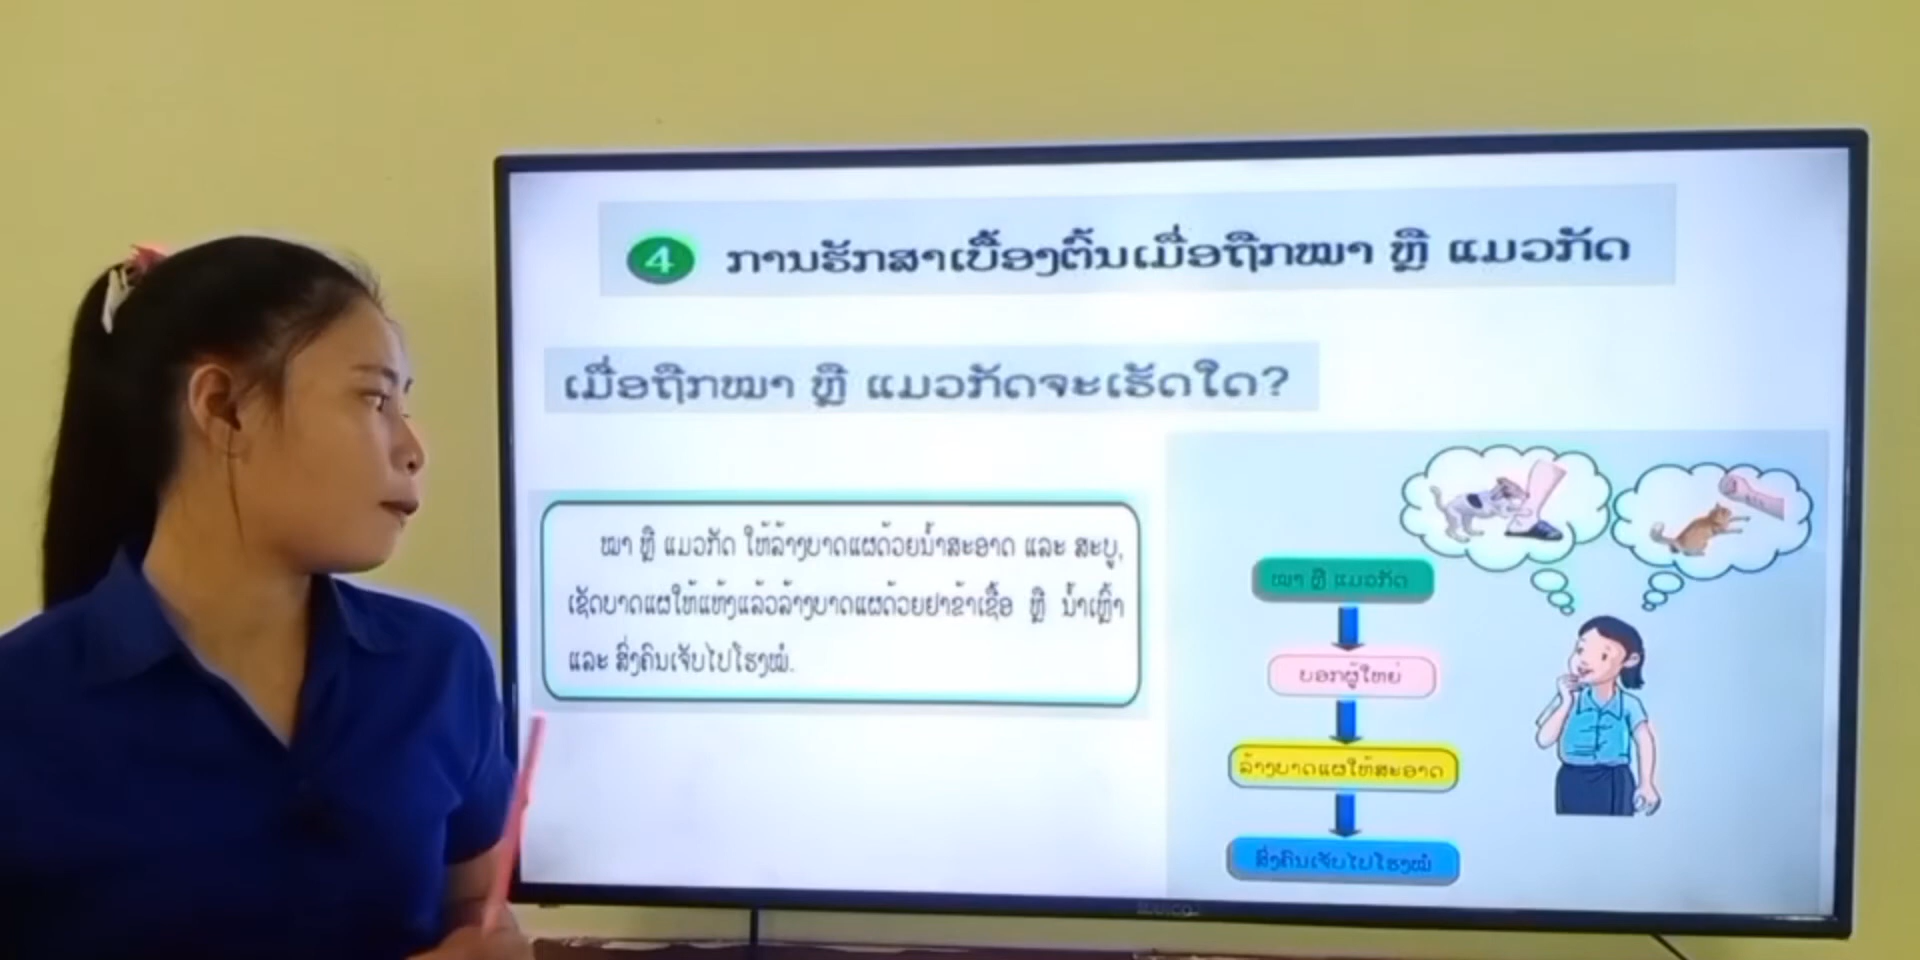 4 ການຮັກສາເບື້ອງຕົ້ນເມື່ອຖືກໝາ ຫຼື ແມວກັດ
ເມື່ອຖືກໝາ ຫຼື ແມວກັດຈະເຮັດໃດ?
ໝາ ຫຼື ແມວກັດ ໃຫ້ລ້າງບາດແຜດ້ວຍນ້ຳສະອາດ ແລະ ສະບູ,
ເຊັດບາດແຜໃຫ້ແຫ້ງແລ້ວລ້າງບາດແຜດ້ວຍຢາຂ້າເຊື້ອ ຫຼື ນ້ຳເຫຼົ້າ
ແລະ ສົ່ງຄົນເຈັບໄປໂຮງໝໍ.
ໝາ ຫຼື ແມວກັດ
ບອກຜູ້ໃຫຍ່
ລ້າງບາດແຜໃຫ້ສະອາດ
ສົ່ງຄົນເຈັບໄປໂຮງໝໍ